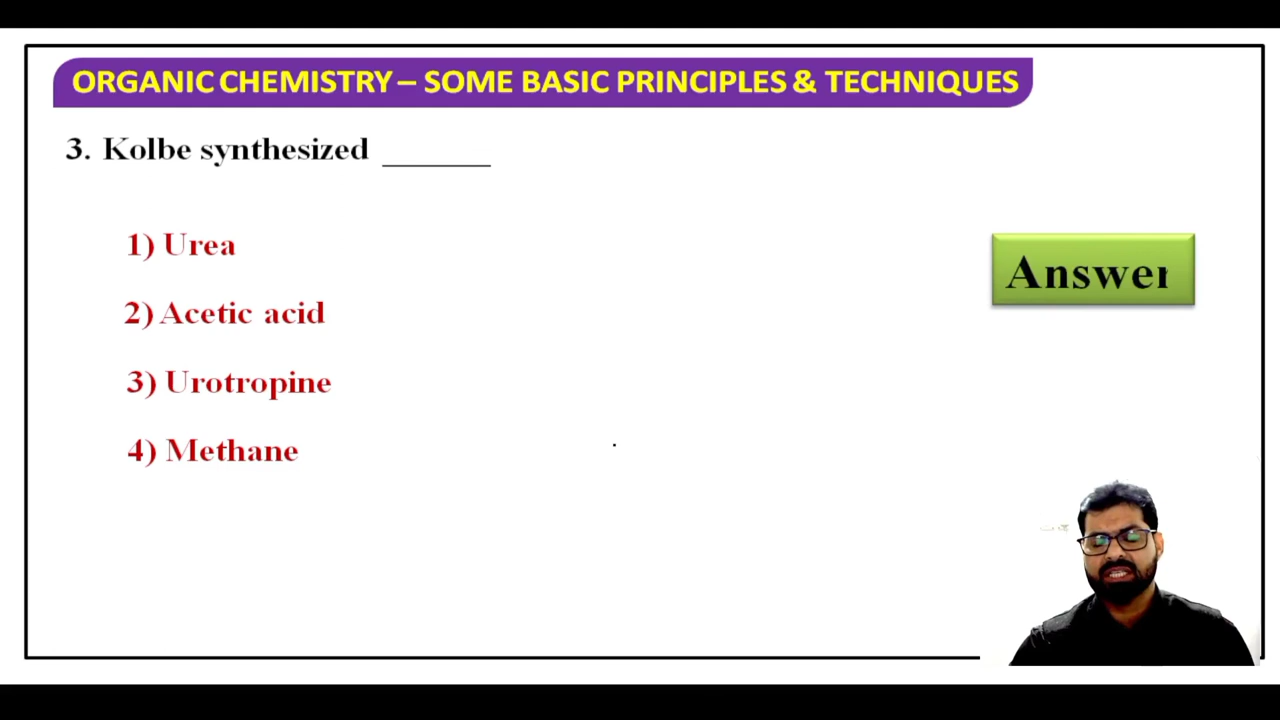 ORGANIC CHEMISTRY – SOME BASIC PRINCIPLES & TECHNIQUES
3. Kolbe synthesized _______
1) Urea
2) Acetic acid
3) Urotropine
4) Methane
Answer